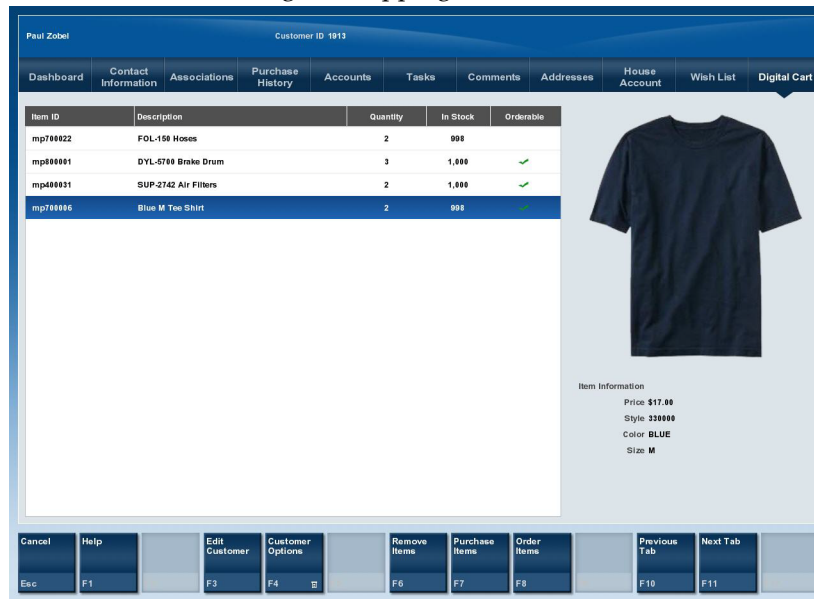 Paul Zobel Customer ID 1913
Dashboard Contact Information Associations Purchase History Accounts Tasks Comments Addresses House Account Wish List Digital Cart
Item ID Description Quantity In Stock Orderable
mp700022 FOL-150 Hoses 2 998
mp800001 DYL-5700 Brake Drum 3 1,000
mp400031 SUP-2742 Air Filters 2 1,000
mp700006 Blue M Tee Shirt 2 998
Item Information
Price $17.00
Style 330000
Color BLUE
Size M
Cancel Help Edit Customer Customer Options Remove Items Purchase Items Order Items Previous Tab Next Tab
Esc F1 F3 F4 F6 F7 F8 F10 F11